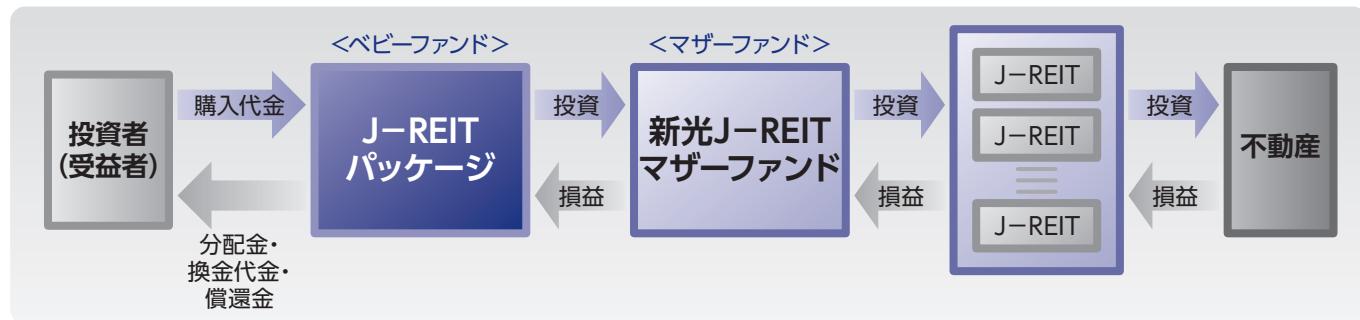 ＜ベビーファンド＞
＜マザーファンド＞
投資者
（受益者）
購入代金
分配金・
換金代金・
償還金
J−REIT
パッケージ
投資
損益
新光J−REIT
マザーファンド
投資
損益
J−REIT
J−REIT
J−REIT
投資
損益
不動産